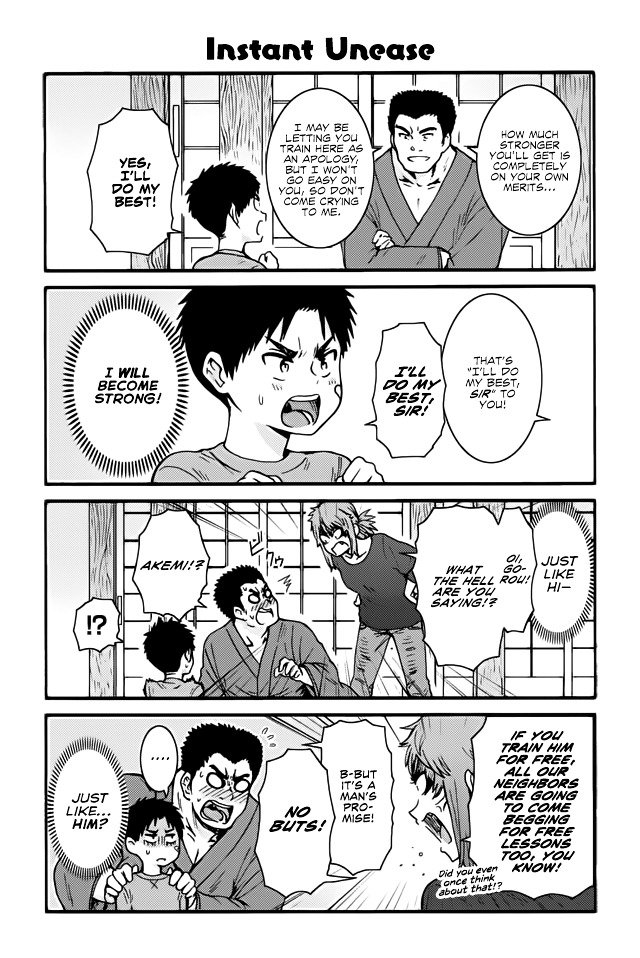 Instant Unease
HOW MUCH
STRONGER
YOU'LL GET IS
COMPLETELY
ON YOUR OWN
MERITS...
I MAY BE
LETTING YOU
TRAIN HERE AS
AN APOLOGY,
BUT I WON'T
GO EASY ON
YOU, SO DON'T
COME CRYING
TO ME.
YES,
I'LL
DO MY
BEST!
THAT'S
"I'LL DO
MY BEST,
SIR" TO
YOU!
I'LL
DO MY
BEST,
SIR!
I WILL
BECOME
STRONG!
JUST
LIKE
HI–
OI,
GO-
ROU!
WHAT
THE HELL
ARE YOU
SAYING!?
AKEMI!?
!?
IF YOU
TRAIN HIM
FOR FREE,
ALL OUR
NEIGHBORS
ARE GOING
TO COME
BEGGING
FOR FREE
LESSONS
TOO, YOU
KNOW!
Did you even
once think
about that!?
B-BUT
IT'S A
MAN'S
PRO-
MISE!
NO
BUTS!
.....
JUST
LIKE...
HIM?